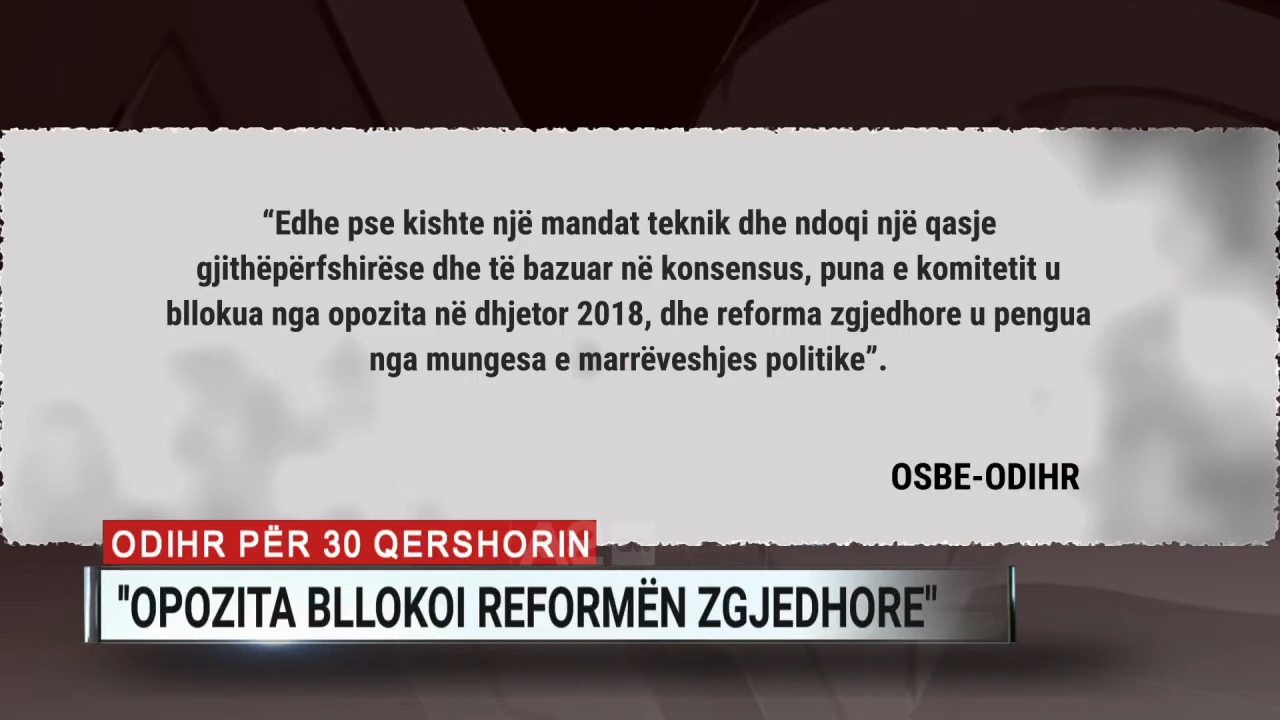 “Edhe pse kishte një mandat teknik dhe ndoqi një qasje
gjithëpërfshirëse dhe të bazuar në konsensus, puna e komitetit u
bllokua nga opozita në dhjetor 2018, dhe reforma zgjedhore u pengua
nga mungesa e marrëveshjes politike”.
OSBE-ODIHR
ODIHR PËR 30 QERSHORIN
"OPOZITA BLLOKOI REFORMËN ZGJEDHORE"